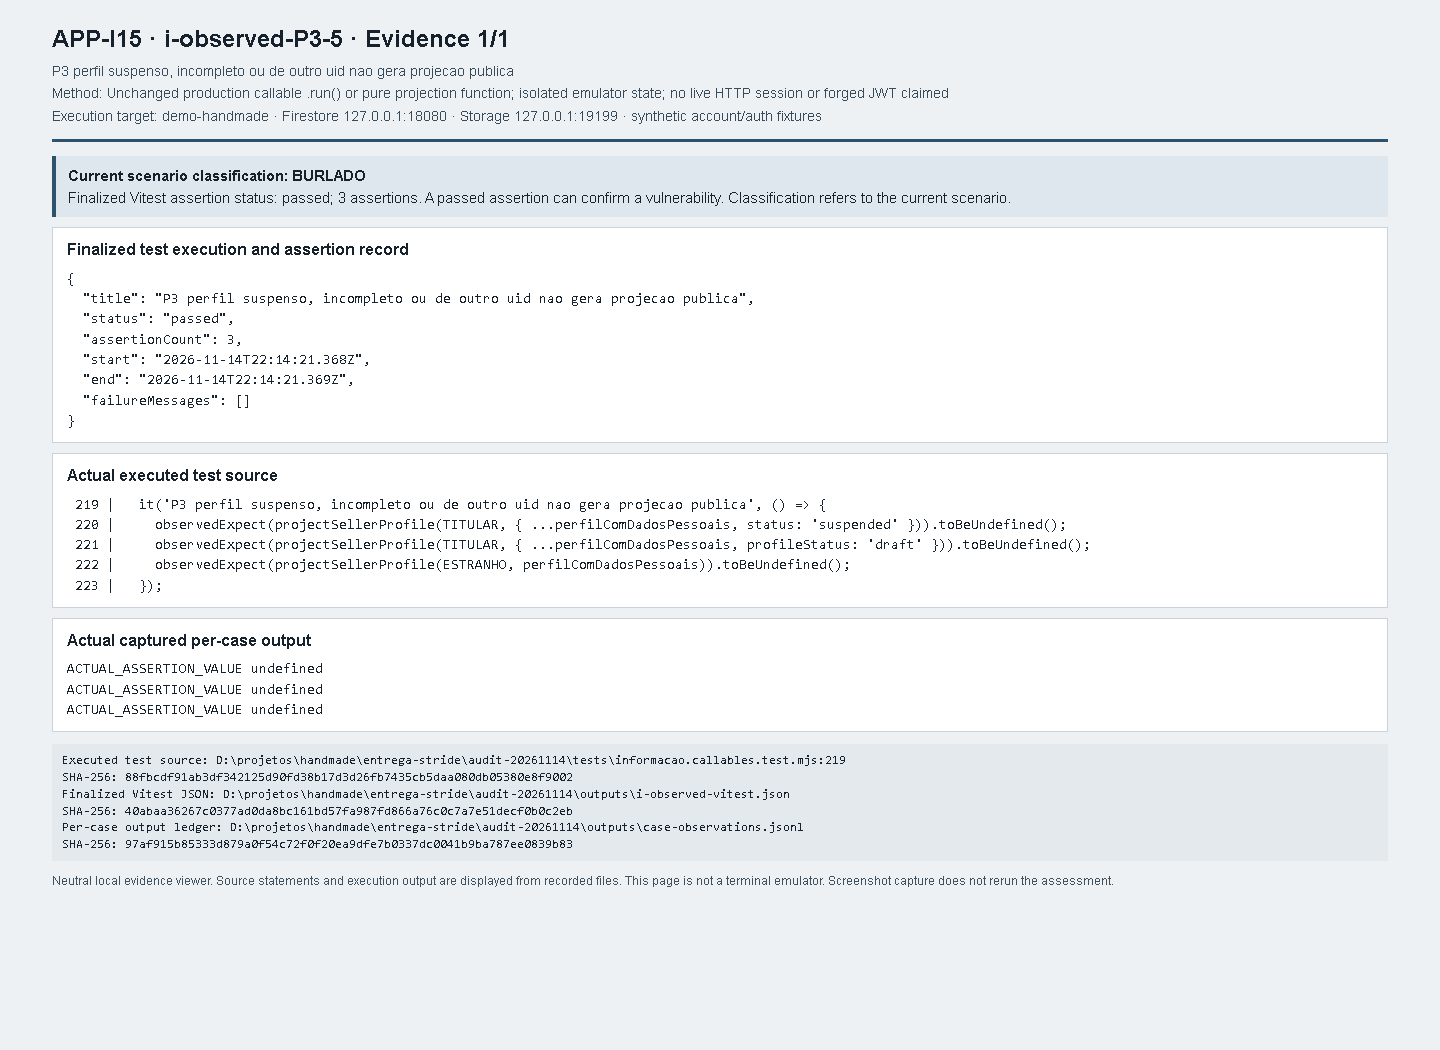 APP-I15 · i-observed-P3-5 · Evidence 1/1
P3 perfil suspenso, incompleto ou de outro uid nao gera projecao publica
Method: Unchanged production callable .run() or pure projection function; isolated emulator state; no live HTTP session or forged JWT claimed
Execution target: demo-handmade · Firestore 127.0.0.1:18080 · Storage 127.0.0.1:19199 · synthetic account/auth fixtures
Current scenario classification: BURLADO
Finalized Vitest assertion status: passed; 3 assertions. A passed assertion can confirm a vulnerability. Classification refers to the current scenario.
Finalized test execution and assertion record
{
  "title": "P3 perfil suspenso, incompleto ou de outro uid nao gera projecao publica",
  "status": "passed",
  "assertionCount": 3,
  "start": "2026-11-14T22:14:21.368Z",
  "end": "2026-11-14T22:14:21.369Z",
  "failureMessages": []
}
Actual executed test source
219 |   it('P3 perfil suspenso, incompleto ou de outro uid nao gera projecao publica', () => {
220 |     observedExpect(projectSellerProfile(TITULAR, { ...perfilComDadosPessoais, status: 'suspended' })).toBeUndefined();
221 |     observedExpect(projectSellerProfile(TITULAR, { ...perfilComDadosPessoais, profileStatus: 'draft' })).toBeUndefined();
222 |     observedExpect(projectSellerProfile(ESTRANHO, perfilComDadosPessoais)).toBeUndefined();
223 |   });
Actual captured per-case output
ACTUAL_ASSERTION_VALUE undefined
ACTUAL_ASSERTION_VALUE undefined
ACTUAL_ASSERTION_VALUE undefined
Executed test source: D:\projetos\handmade\entrega-stride\audit-20261114\tests\informacao.callables.test.mjs:219
SHA-256: 88fbcdf91ab3df342125d90fd38b17d3d26fb7435cb5daa080db05380e8f9002
Finalized Vitest JSON: D:\projetos\handmade\entrega-stride\audit-20261114\outputs\i-observed-vitest.json
SHA-256: 40abaa36267c0377ad0da8bc161bd57fa987fd866a76c0c7a7e51decf0b0c2eb
Per-case output ledger: D:\projetos\handmade\entrega-stride\audit-20261114\outputs\case-observations.jsonl
SHA-256: 97af915b85333d879a0f54c72f0f20ea9dfe7b0337dc0041b9ba787ee0839b83
Neutral local evidence viewer. Source statements and execution output are displayed from recorded files. This page is not a terminal emulator. Screenshot capture does not rerun the assessment.